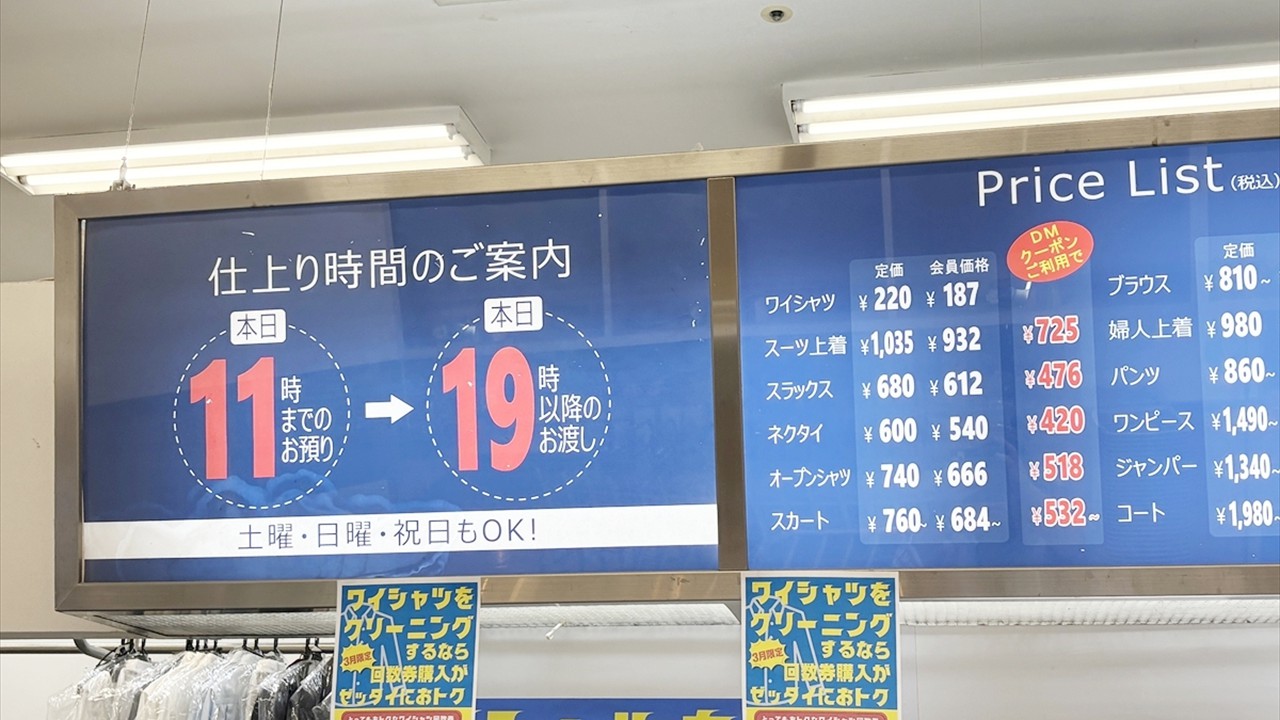 仕上り時間のご案内
本日
11時までのお預り
本日
19時以降のお渡し
土曜・日曜・祝日もOK!
Price List (税込)
DM
クーポン
ご利用で
定価 会員価格
ワイシャツ ¥220 ¥187
スーツ上着 ¥1,035 ¥932 ¥725
スラックス ¥680 ¥612 ¥476
ネクタイ ¥600 ¥540 ¥420
オープンシャツ ¥740 ¥666 ¥518
スカート ¥760~ ¥684~ ¥532~
定価
ブラウス ¥810~
婦人上着 ¥980
パンツ ¥860~
ワンピース ¥1,490~
ジャンパー ¥1,340~
コート ¥1,980~
ワイシャツを
クリーニング
3月限定
するなら
回数券購入が
ゼッタイにおトク
ワイシャツを
クリーニング
3月限定
するなら
回数券購入が
ゼッタイにおトク